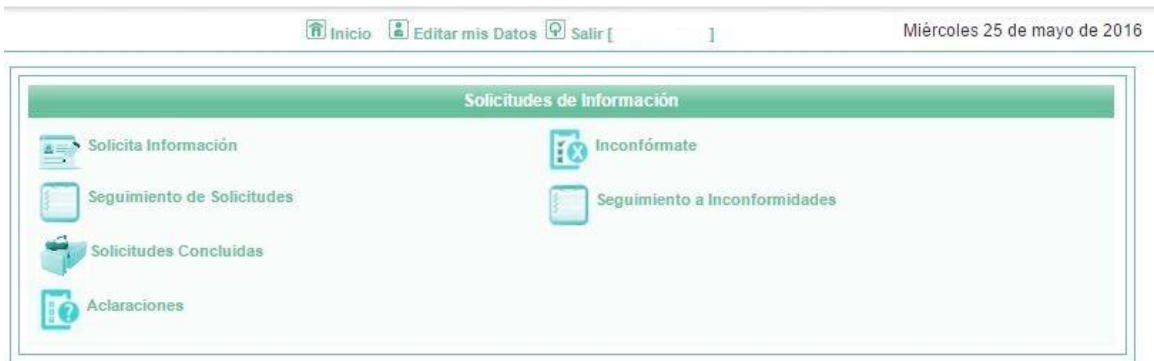 Inicio Editar mis Datos Salir [ ] Miércoles 25 de mayo de 2016
Solicitudes de Información
Solicita Información
Inconfórmate
Seguimiento de Solicitudes
Seguimiento a Inconformidades
Solicitudes Concluidas
Aclaraciones